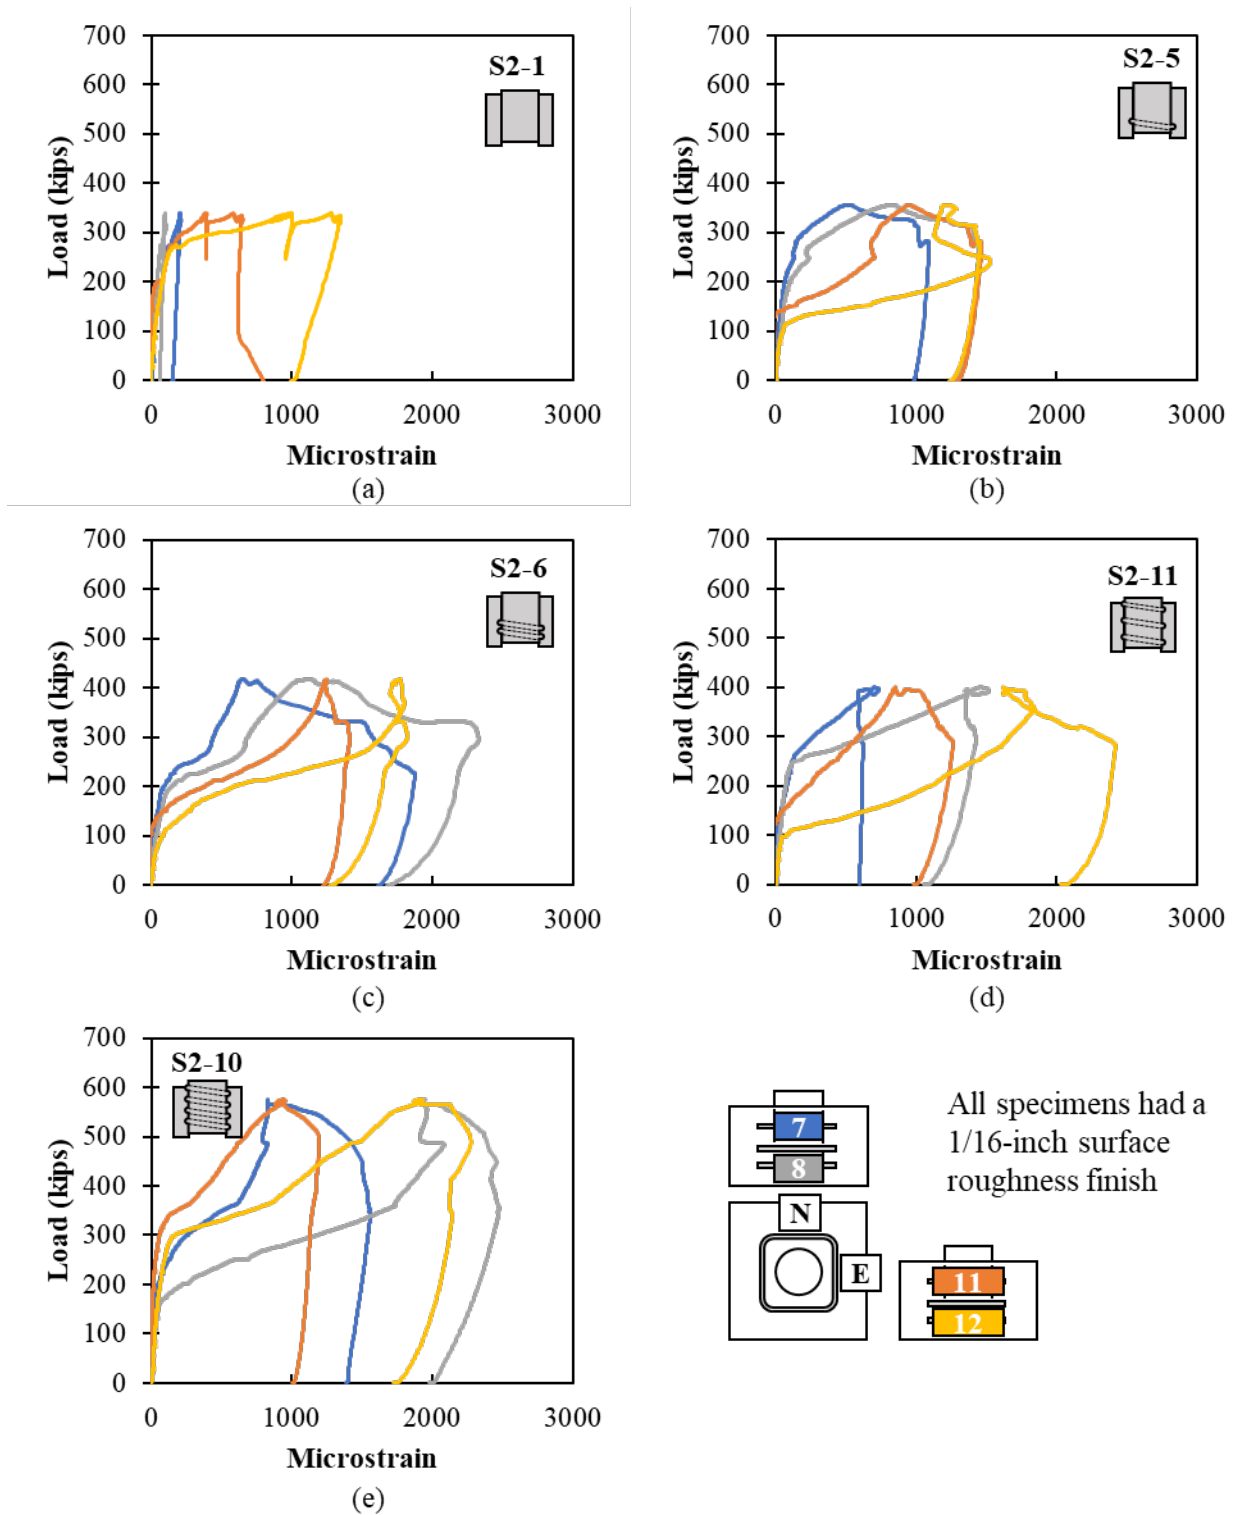 700
600
500
400
300
200
100
0
Load (kips)
S2-1
0 1000 2000 3000
Microstrain
(a)
700
600
500
400
300
200
100
0
Load (kips)
S2-5
0 1000 2000 3000
Microstrain
(b)
700
600
500
400
300
200
100
0
Load (kips)
S2-6
0 1000 2000 3000
Microstrain
(c)
700
600
500
400
300
200
100
0
Load (kips)
S2-11
0 1000 2000 3000
Microstrain
(d)
700
600
500
400
300
200
100
0
Load (kips)
S2-10
0 1000 2000 3000
Microstrain
(e)
7
8
N
E
11
12
All specimens had a
1/16-inch surface
roughness finish